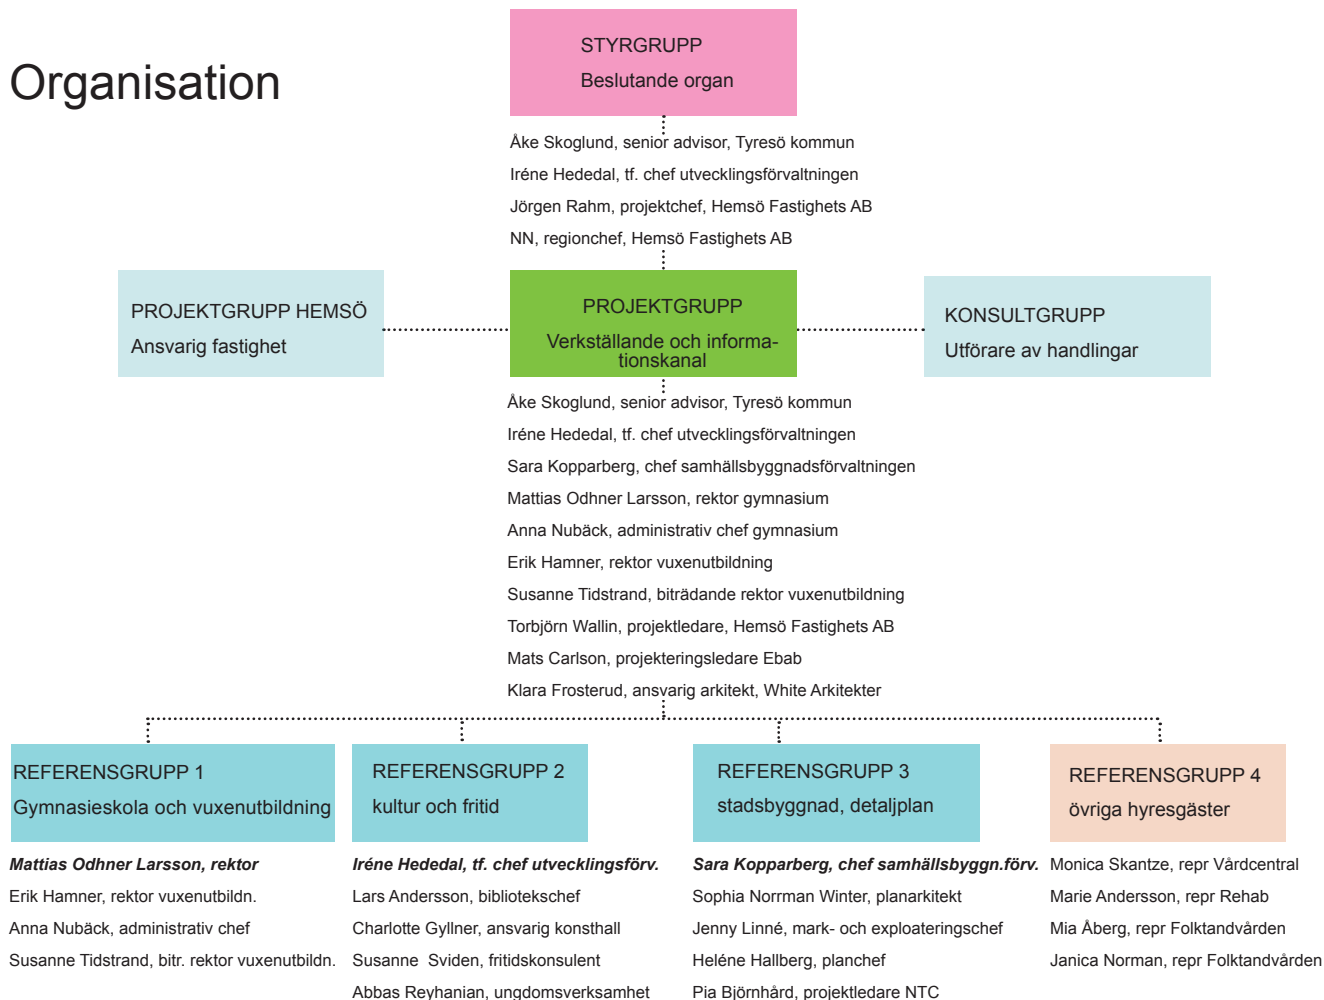 Organisation
STYRGRUPP
Beslutande organ
Åke Skoglund, senior advisor, Tyresö kommun
Iréne Hededal, tf. chef utvecklingsförvaltningen
Jörgen Rahm, projektchef, Hemsö Fastighets AB
NN, regionchef, Hemsö Fastighets AB
PROJEKTGRUPP HEMSÖ
Ansvarig fastighet
PROJEKTGRUPP
Verkställande och informa-
tionskanal
KONSULTGRUPP
Utförare av handlingar
Åke Skoglund, senior advisor, Tyresö kommun
Iréne Hededal, tf. chef utvecklingsförvaltningen
Sara Kopparberg, chef samhällsbyggnadsförvaltningen
Mattias Odhner Larsson, rektor gymnasium
Anna Nubäck, administrativ chef gymnasium
Erik Hamner, rektor vuxenutbildning
Susanne Tidstrand, biträdande rektor vuxenutbildning
Torbjörn Wallin, projektledare, Hemsö Fastighets AB
Mats Carlson, projekteringsledare Ebab
Klara Frosterud, ansvarig arkitekt, White Arkitekter
REFERENSGRUPP 1
Gymnasieskola och vuxenutbildning
Mattias Odhner Larsson, rektor
Erik Hamner, rektor vuxenutbildn.
Anna Nubäck, administrativ chef
Susanne Tidstrand, bitr. rektor vuxenutbildn.
REFERENSGRUPP 2
kultur och fritid
Iréne Hededal, tf. chef utvecklingsförv.
Lars Andersson, bibliotekschef
Charlotte Gyllner, ansvarig konsthall
Susanne Sviden, fritidskonsulent
Abbas Reyhanian, ungdomsverksamhet
REFERENSGRUPP 3
stadsbyggnad, detaljplan
Sara Kopparberg, chef samhällsbyggn.förv.
Sophia Norrman Winter, planarkitekt
Jenny Linné, mark- och exploateringschef
Heléne Hallberg, planchef
Pia Björnhård, projektledare NTC
REFERENSGRUPP 4
övriga hyresgäster
Monica Skantze, repr Vårdcentral
Marie Andersson, repr Rehab
Mia Åberg, repr Folktandvården
Janica Norman, repr Folktandvården